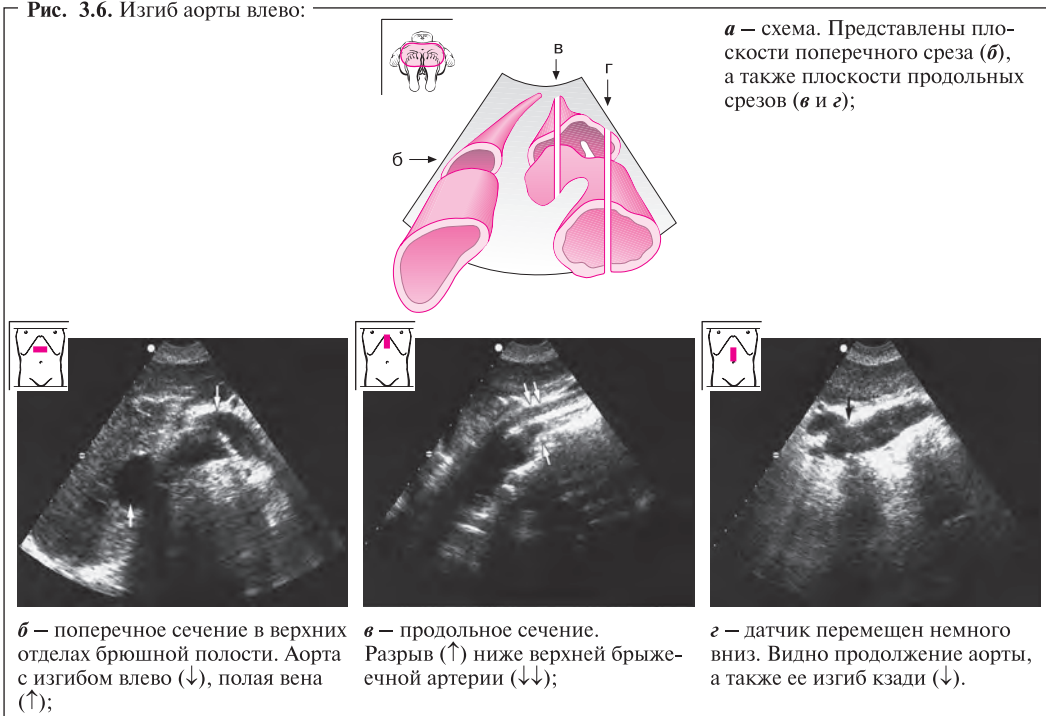 Рис. 3.6. Изгиб аорты влево:
а — схема. Представлены пло-
скости поперечного среза (б),
а также плоскости продольных
срезов (в и г);
в
г
б
б — поперечное сечение в верхних
отделах брюшной полости. Аорта
с изгибом влево (↓), полая вена
(↑);
в — продольное сечение.
Разрыв (↑) ниже верхней брыже-
ечной артерии (↓↓);
г — датчик перемещен немного
вниз. Видно продолжение аорты,
а также ее изгиб кзади (↓).